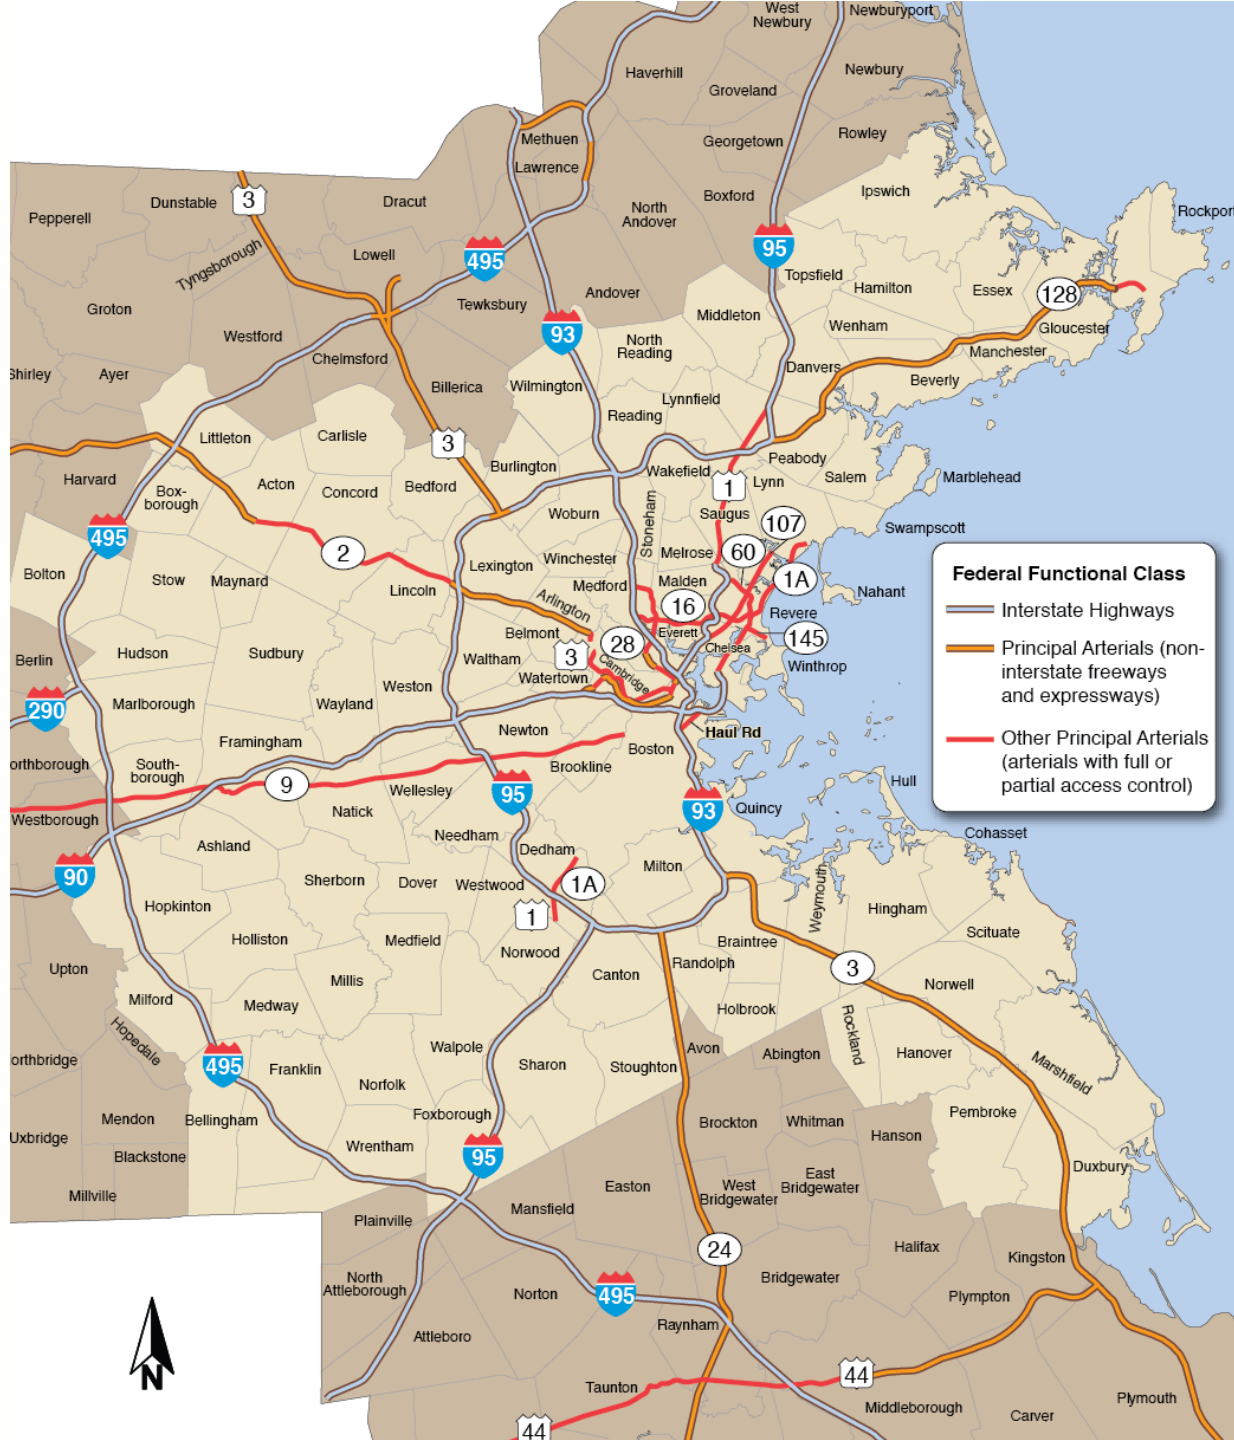 West
Newbury
Newburyport
Haverhill
Newbury
Groveland
Methuen
Georgetown
Rowley
Lawrence
Ipswich
Boxford
Pepperell
Dunstable
3
Dracut
North
Andover
Rockport
Tyngsborough
Lowell
495
95
Topsfield
Hamilton
Essex
128
Groton
Tewksbury
Andover
Middleton
Wenham
Gloucester
Westford
93
North
Reading
Manchester
Chelmsford
Danvers
Shirley
Ayer
Billerica
Wilmington
Beverly
Lynnfield
Reading
Littleton
Carlisle
3
Burlington
Wakefield
Peabody
Salem
Marblehead
Harvard
Box-
borough
Acton
Concord
Bedford
1
Lynn
Woburn
Stoneham
Saugus
107
Swampscott
495
2
Winchester
Melrose
60
Bolton
Stow
Maynard
Lincoln
Lexington
Medford
Malden
1A
Nahant
Arlington
16
Revere
Belmont
28
Everett
145
Chelsea
Winthrop
Berlin
Hudson
Sudbury
Waltham
3
Cambridge
Watertown
Weston
290
Marlborough
Wayland
Newton
Haul Rd
Framingham
Boston
orthborough
South-
borough
9
Brookline
Wellesley
95
Hull
93
Quincy
Westborough
Natick
Needham
Cohasset
Ashland
Dedham
Milton
90
Sherborn
Dover
Westwood
1A
Weymouth
Hopkinton
1
Hingham
Holliston
Medfield
Norwood
Braintree
Scituate
Upton
Canton
Randolph
3
Millis
Norwell
Milford
Medway
Holbrook
Hopedale
Rockland
orthbridge
495
Franklin
Walpole
Sharon
Stoughton
Avon
Abington
Hanover
Marshfield
Norfolk
Mendon
Bellingham
Foxborough
Brockton
Whitman
Hanson
Pembroke
Uxbridge
Blackstone
Wrentham
95
Duxbury
Millville
Easton
West
Bridgewater
East
Bridgewater
Plainville
Mansfield
24
Halifax
Kingston
North
Attleborough
Norton
495
Bridgewater
Plympton
Attleboro
Raynham
N
Taunton
44
Middleborough
Carver
Plymouth
44
Federal Functional Class
Interstate Highways
Principal Arterials (non-
interstate freeways
and expressways)
Other Principal Arterials
(arterials with full or
partial access control)